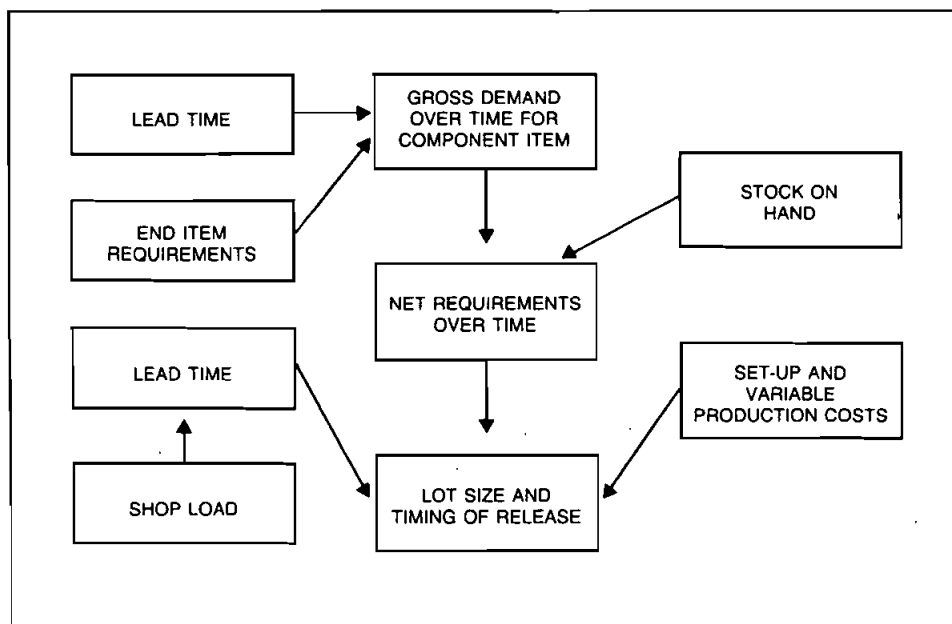 LEAD TIME
GROSS DEMAND
OVER TIME FOR
COMPONENT ITEM
END ITEM
REQUIREMENTS
STOCK ON
HAND
NET REQUIREMENTS
OVER TIME
LEAD TIME
SET-UP AND
VARIABLE
PRODUCTION COSTS
SHOP LOAD
LOT SIZE AND
TIMING OF RELEASE